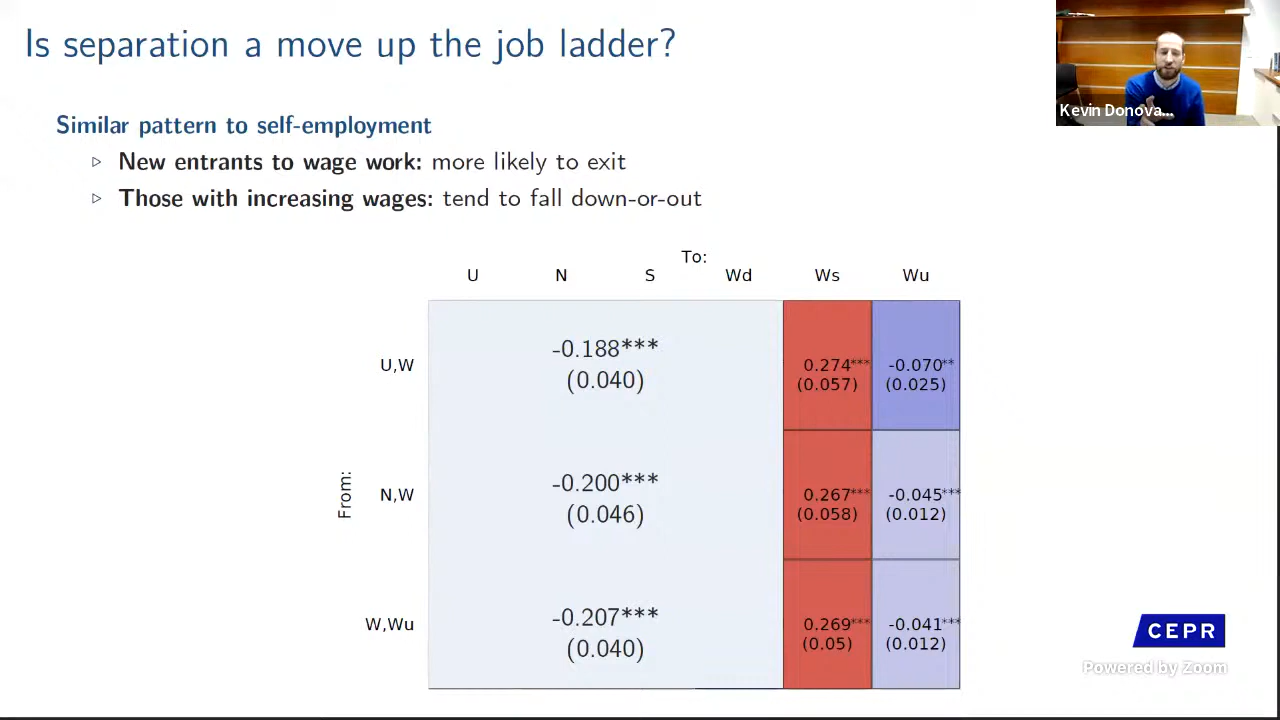 Is separation a move up the job ladder?
Kevin Donova...
Similar pattern to self-employment
▷ New entrants to wage work: more likely to exit
▷ Those with increasing wages: tend to fall down-or-out
To:
U N S Wd Ws Wu
From:
U,W -0.188*** 0.274*** -0.070**
(0.040) (0.057) (0.025)
N,W -0.200*** 0.267*** -0.045***
(0.046) (0.058) (0.012)
W,Wu -0.207*** 0.269*** -0.041***
(0.040) (0.05) (0.012)
CEPR
Powered by Zoom